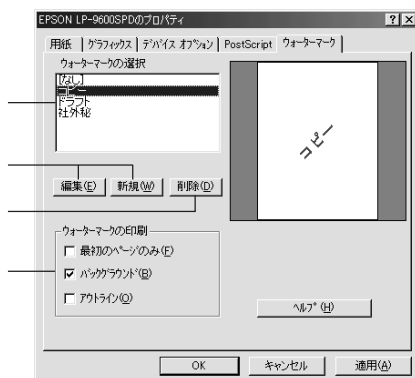 EPSON LP-9600SPDのプロパティ
用紙 グラフィックス デバイス オプション PostScript ウォーターマーク
ウォーターマークの選択
[なし]
コピー
ドラフト
社外秘
コピー
編集(E) 新規(W) 削除(D)
ウォーターマークの印刷
最初のページのみ(F)
バックグラウンド(B)
アウトライン(O)
ヘルプ(H)
OK キャンセル 適用(A)